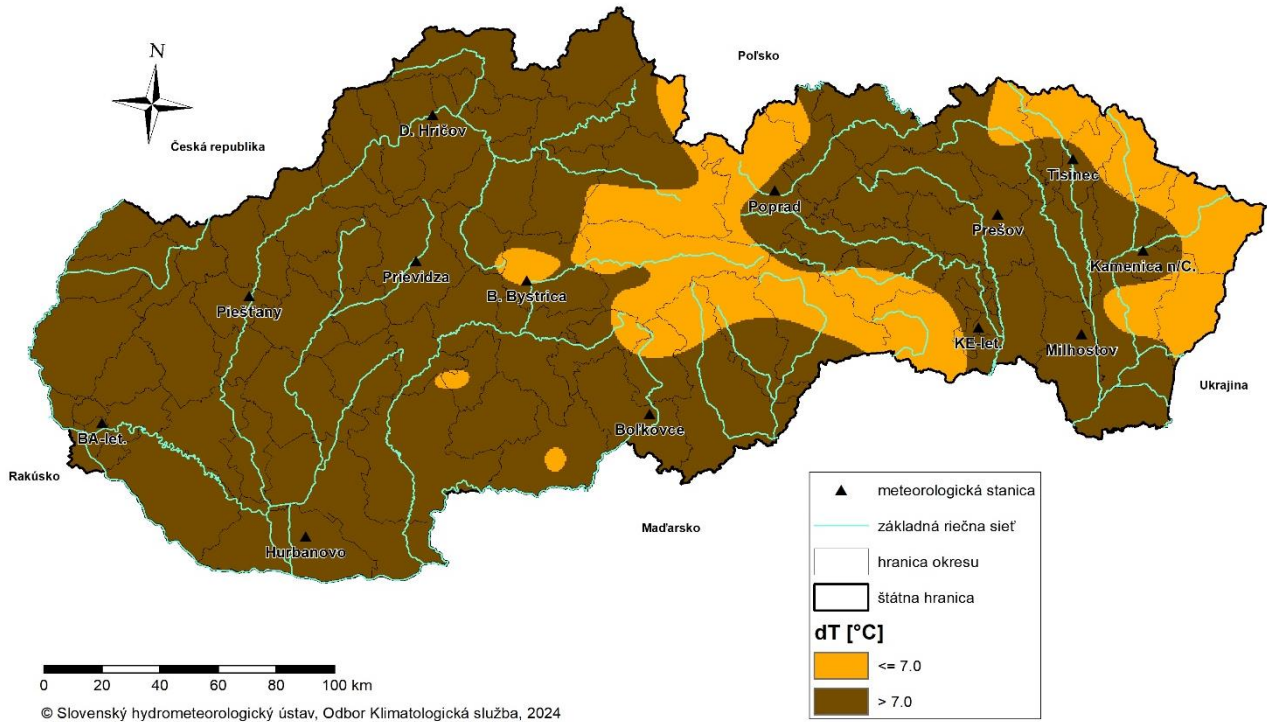 N
Poľsko
Česká republika
D. Hričov
Tisinec
Poprad
Prešov
Kamenica n/C.
Prievidza
B. Bystrica
Piešťany
KE-let.
Milhostov
Ukrajina
Boľkovce
BA-let.
Rakúsko
Maďarsko
Hurbanovo
meteorologická stanica
základná riečna sieť
hranica okresu
štátna hranica
dT [°C]
<= 7.0
> 7.0
0 20 40 60 80 100 km
© Slovenský hydrometeorologický ústav, Odbor Klimatologická služba, 2024